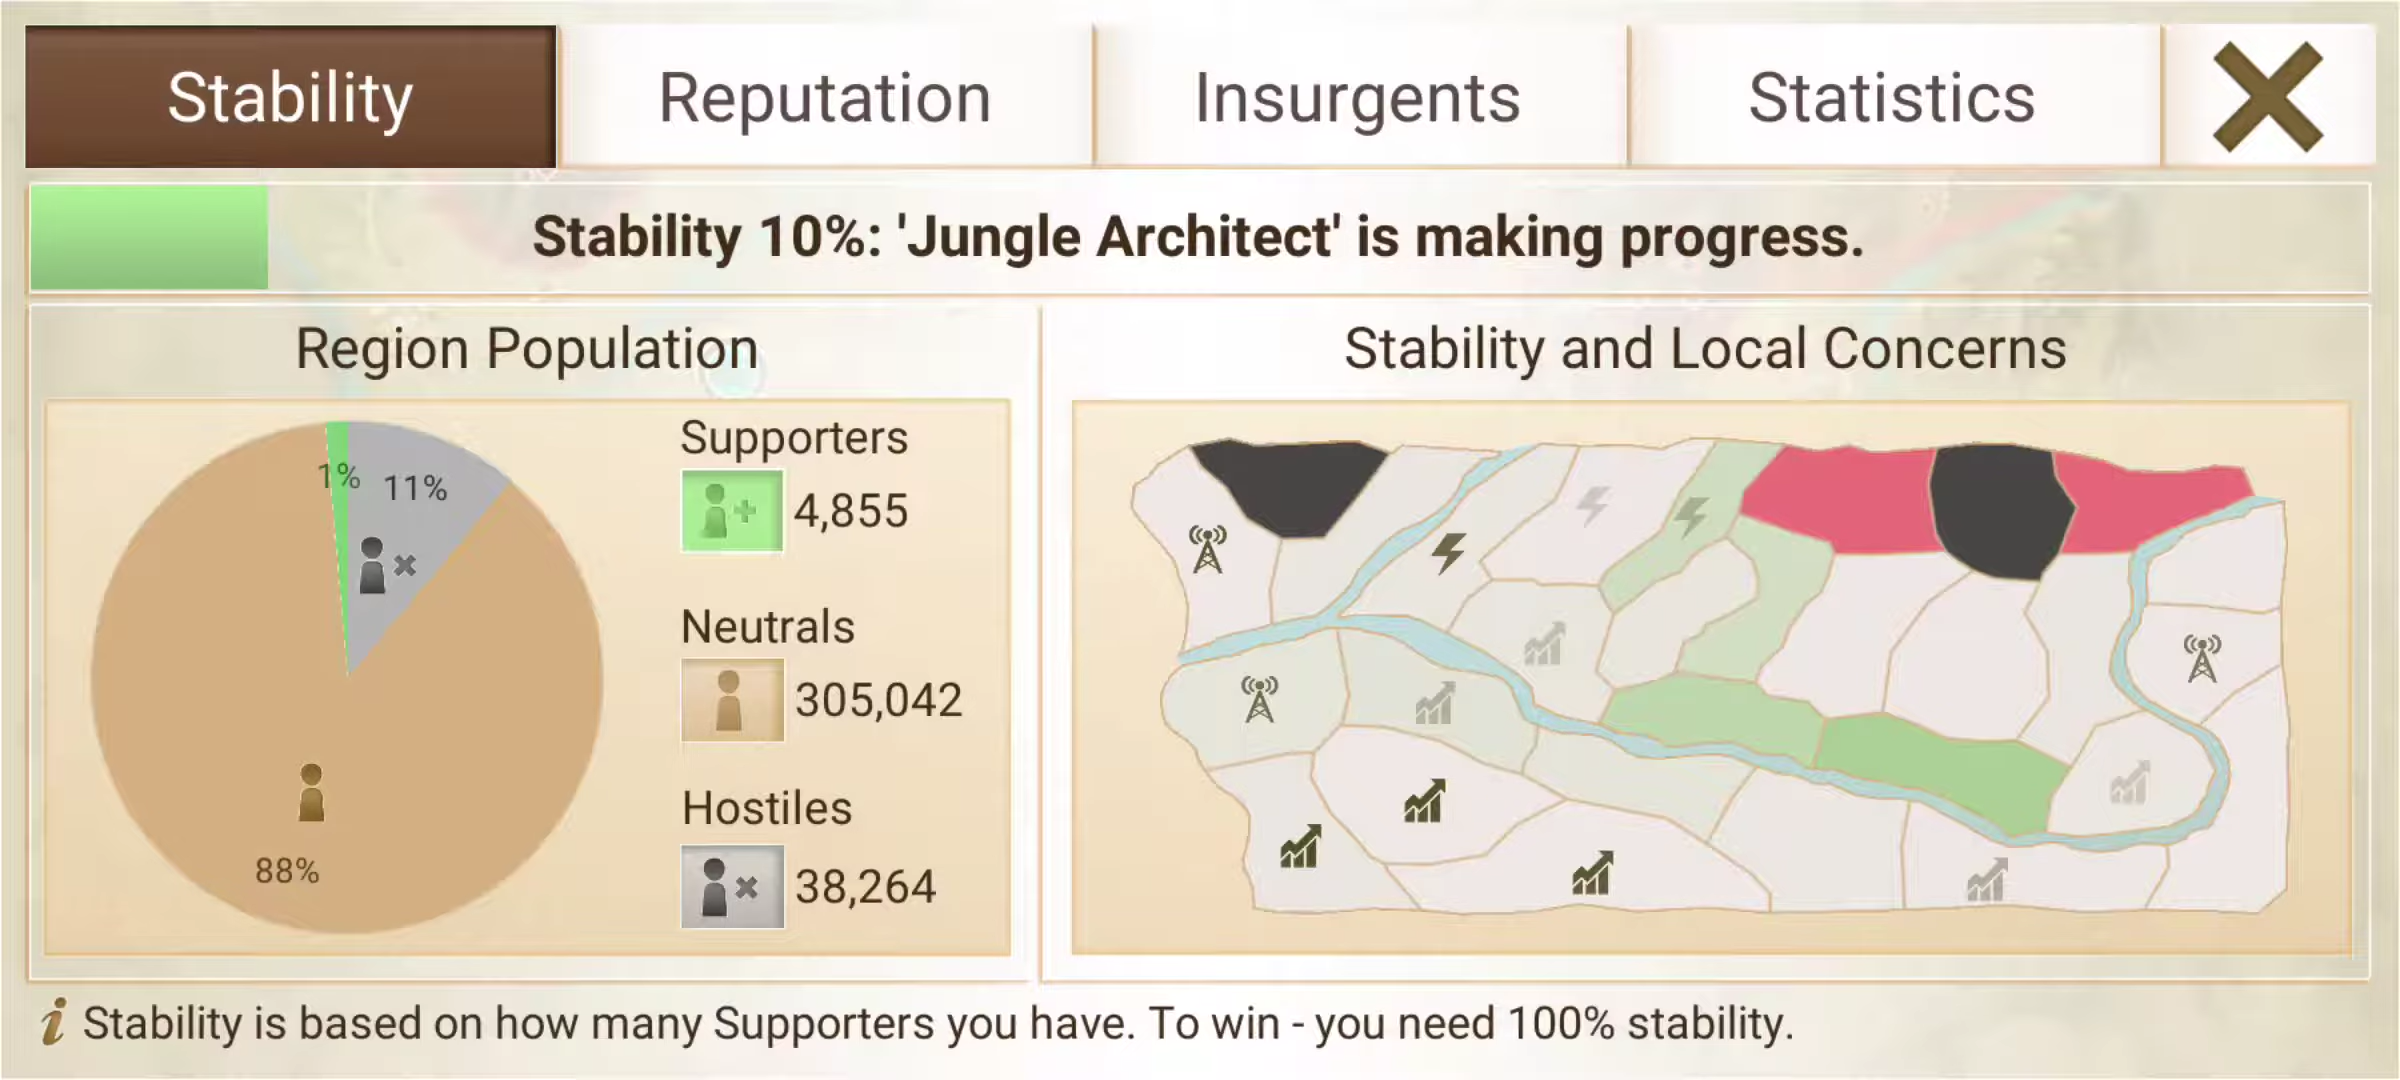 Stability
Reputation
Insurgents
Statistics
Stability 10%: 'Jungle Architect' is making progress.
Region Population
1%
11%
88%
Supporters
4,855
Neutrals
305,042
Hostiles
38,264
Stability and Local Concerns
Stability is based on how many Supporters you have. To win - you need 100% stability.